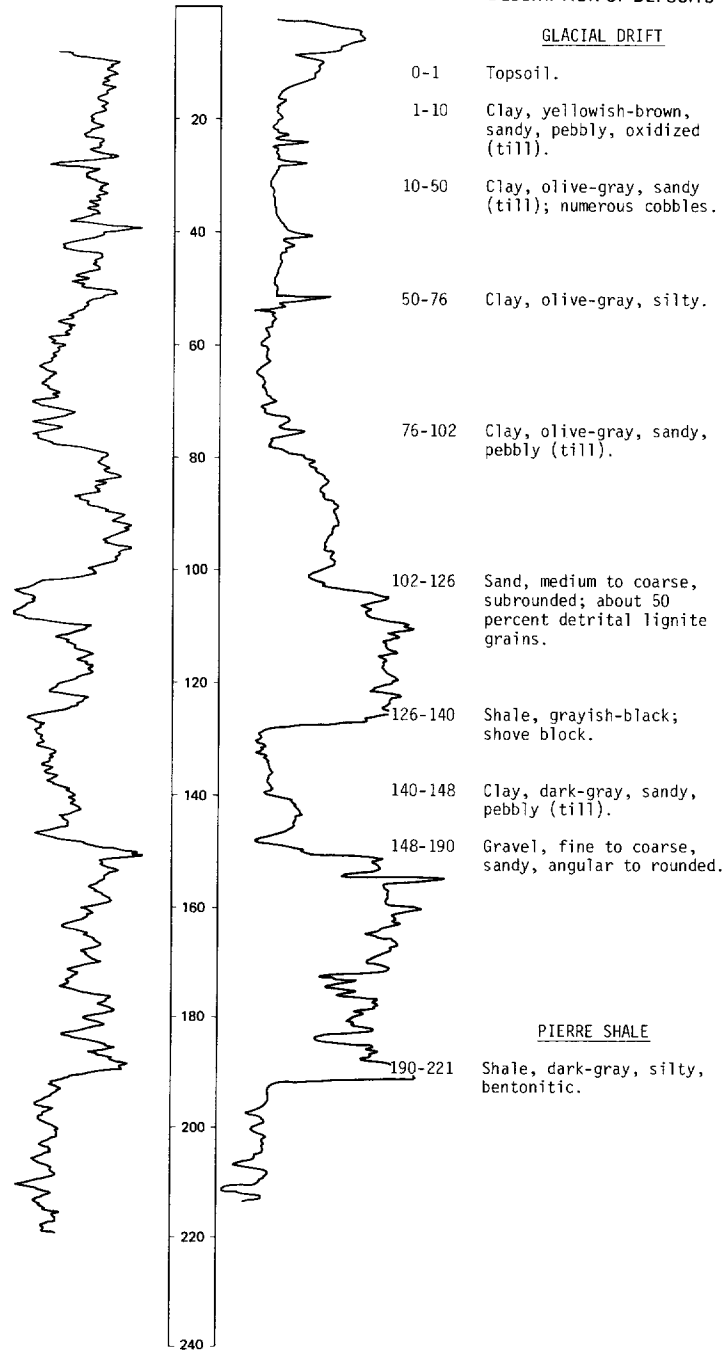 GLACIAL DRIFT
0-1 Topsoil.
1-10 Clay, yellowish-brown,
sandy, pebbly, oxidized
(till).
10-50 Clay, olive-gray, sandy
(till); numerous cobbles.
50-76 Clay, olive-gray, silty.
76-102 Clay, olive-gray, sandy,
pebbly (till).
102-126 Sand, medium to coarse,
subrounded; about 50
percent detrital lignite
grains.
126-140 Shale, grayish-black;
shove block.
140-148 Clay, dark-gray, sandy,
pebbly (till).
148-190 Gravel, fine to coarse,
sandy, angular to rounded.
PIERRE SHALE
190-221 Shale, dark-gray, silty,
bentonitic.
20
40
60
80
100
120
140
160
180
200
220
240